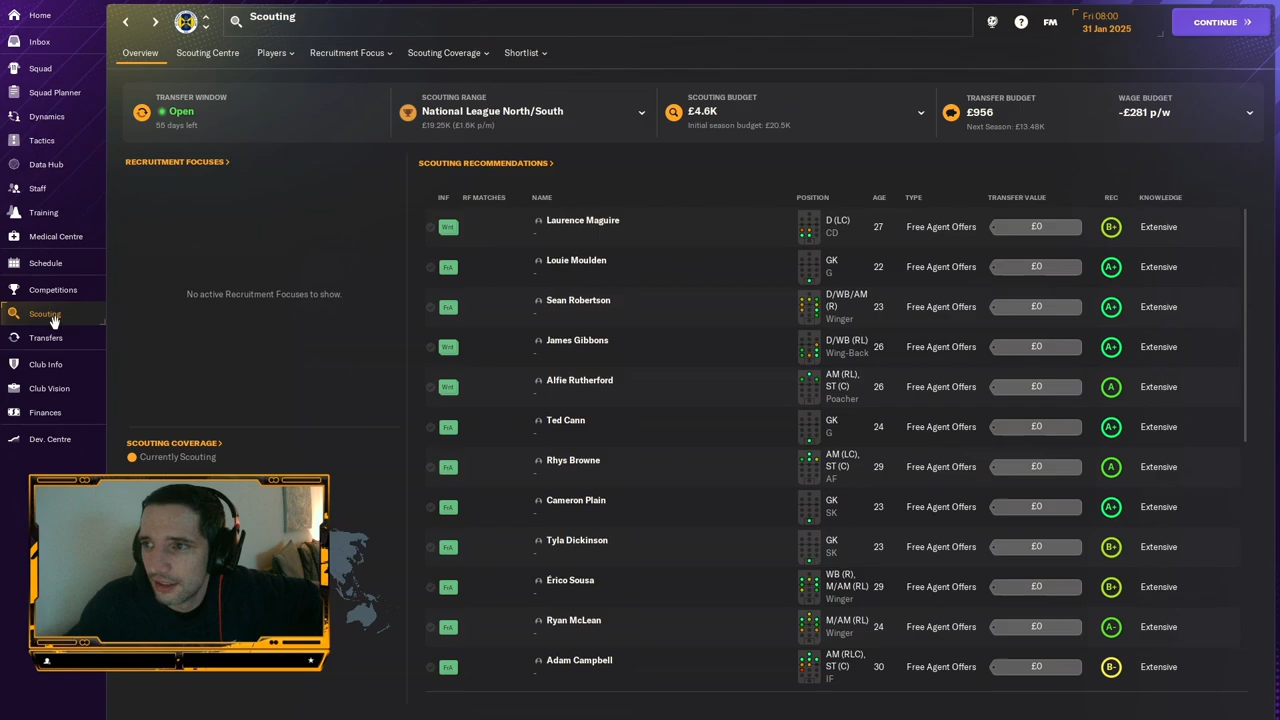 Home
Inbox
Squad
Squad Planner
Dynamics
Tactics
Data Hub
Staff
Training
Medical Centre
Schedule
Competitions
Scouting
Transfers
Club Info
Club Vision
Finances
Dev. Centre
Scouting
FM
Fri 08:00
31 Jan 2025
CONTINUE
Overview
Scouting Centre
Players
Recruitment Focus
Scouting Coverage
Shortlist
TRANSFER WINDOW
Open
55 days left
SCOUTING RANGE
National League North/South
£19.25K (£1.6K p/m)
SCOUTING BUDGET
£4.6K
Initial season budget: £20.5K
TRANSFER BUDGET
£956
Next Season: £13.48K
WAGE BUDGET
-£281 p/w
RECRUITMENT FOCUSES >
No active Recruitment Focuses to show.
SCOUTING COVERAGE >
Currently Scouting
SCOUTING RECOMMENDATIONS >
INF RF MATCHES NAME POSITION AGE TYPE TRANSFER VALUE REC KNOWLEDGE
Wnt Laurence Maguire - D (LC) CD 27 Free Agent Offers £0 B+ Extensive
FrA Louie Moulden - GK G 22 Free Agent Offers £0 A+ Extensive
FrA Sean Robertson - D/WB/AM (R) Winger 23 Free Agent Offers £0 A+ Extensive
Wnt James Gibbons - D/WB (RL) Wing-Back 26 Free Agent Offers £0 A+ Extensive
Wnt Alfie Rutherford - AM (RL), ST (C) Poacher 26 Free Agent Offers £0 A Extensive
FrA Ted Cann - GK G 24 Free Agent Offers £0 A+ Extensive
FrA Rhys Browne - AM (LC), ST (C) AF 29 Free Agent Offers £0 A Extensive
FrA Cameron Plain - GK SK 23 Free Agent Offers £0 A+ Extensive
FrA Tyla Dickinson - GK SK 23 Free Agent Offers £0 B+ Extensive
FrA Érico Sousa - WB (R), M/AM (RL) Winger 29 Free Agent Offers £0 B+ Extensive
FrA Ryan McLean - M/AM (RL) Winger 24 Free Agent Offers £0 A- Extensive
FrA Adam Campbell - AM (RLC), ST (C) IF 30 Free Agent Offers £0 B- Extensive